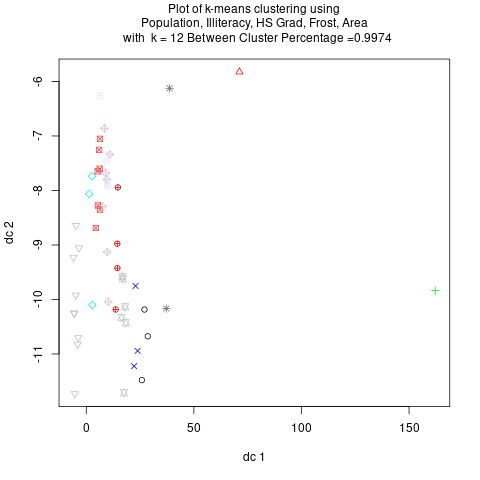 Plot of k-means clustering using
Population, Illiteracy, HS Grad, Frost, Area
with k = 12 Between Cluster Percentage =0.9974
-6
-7
-8
-9
-10
-11
dc 2
0 50 100 150
dc 1